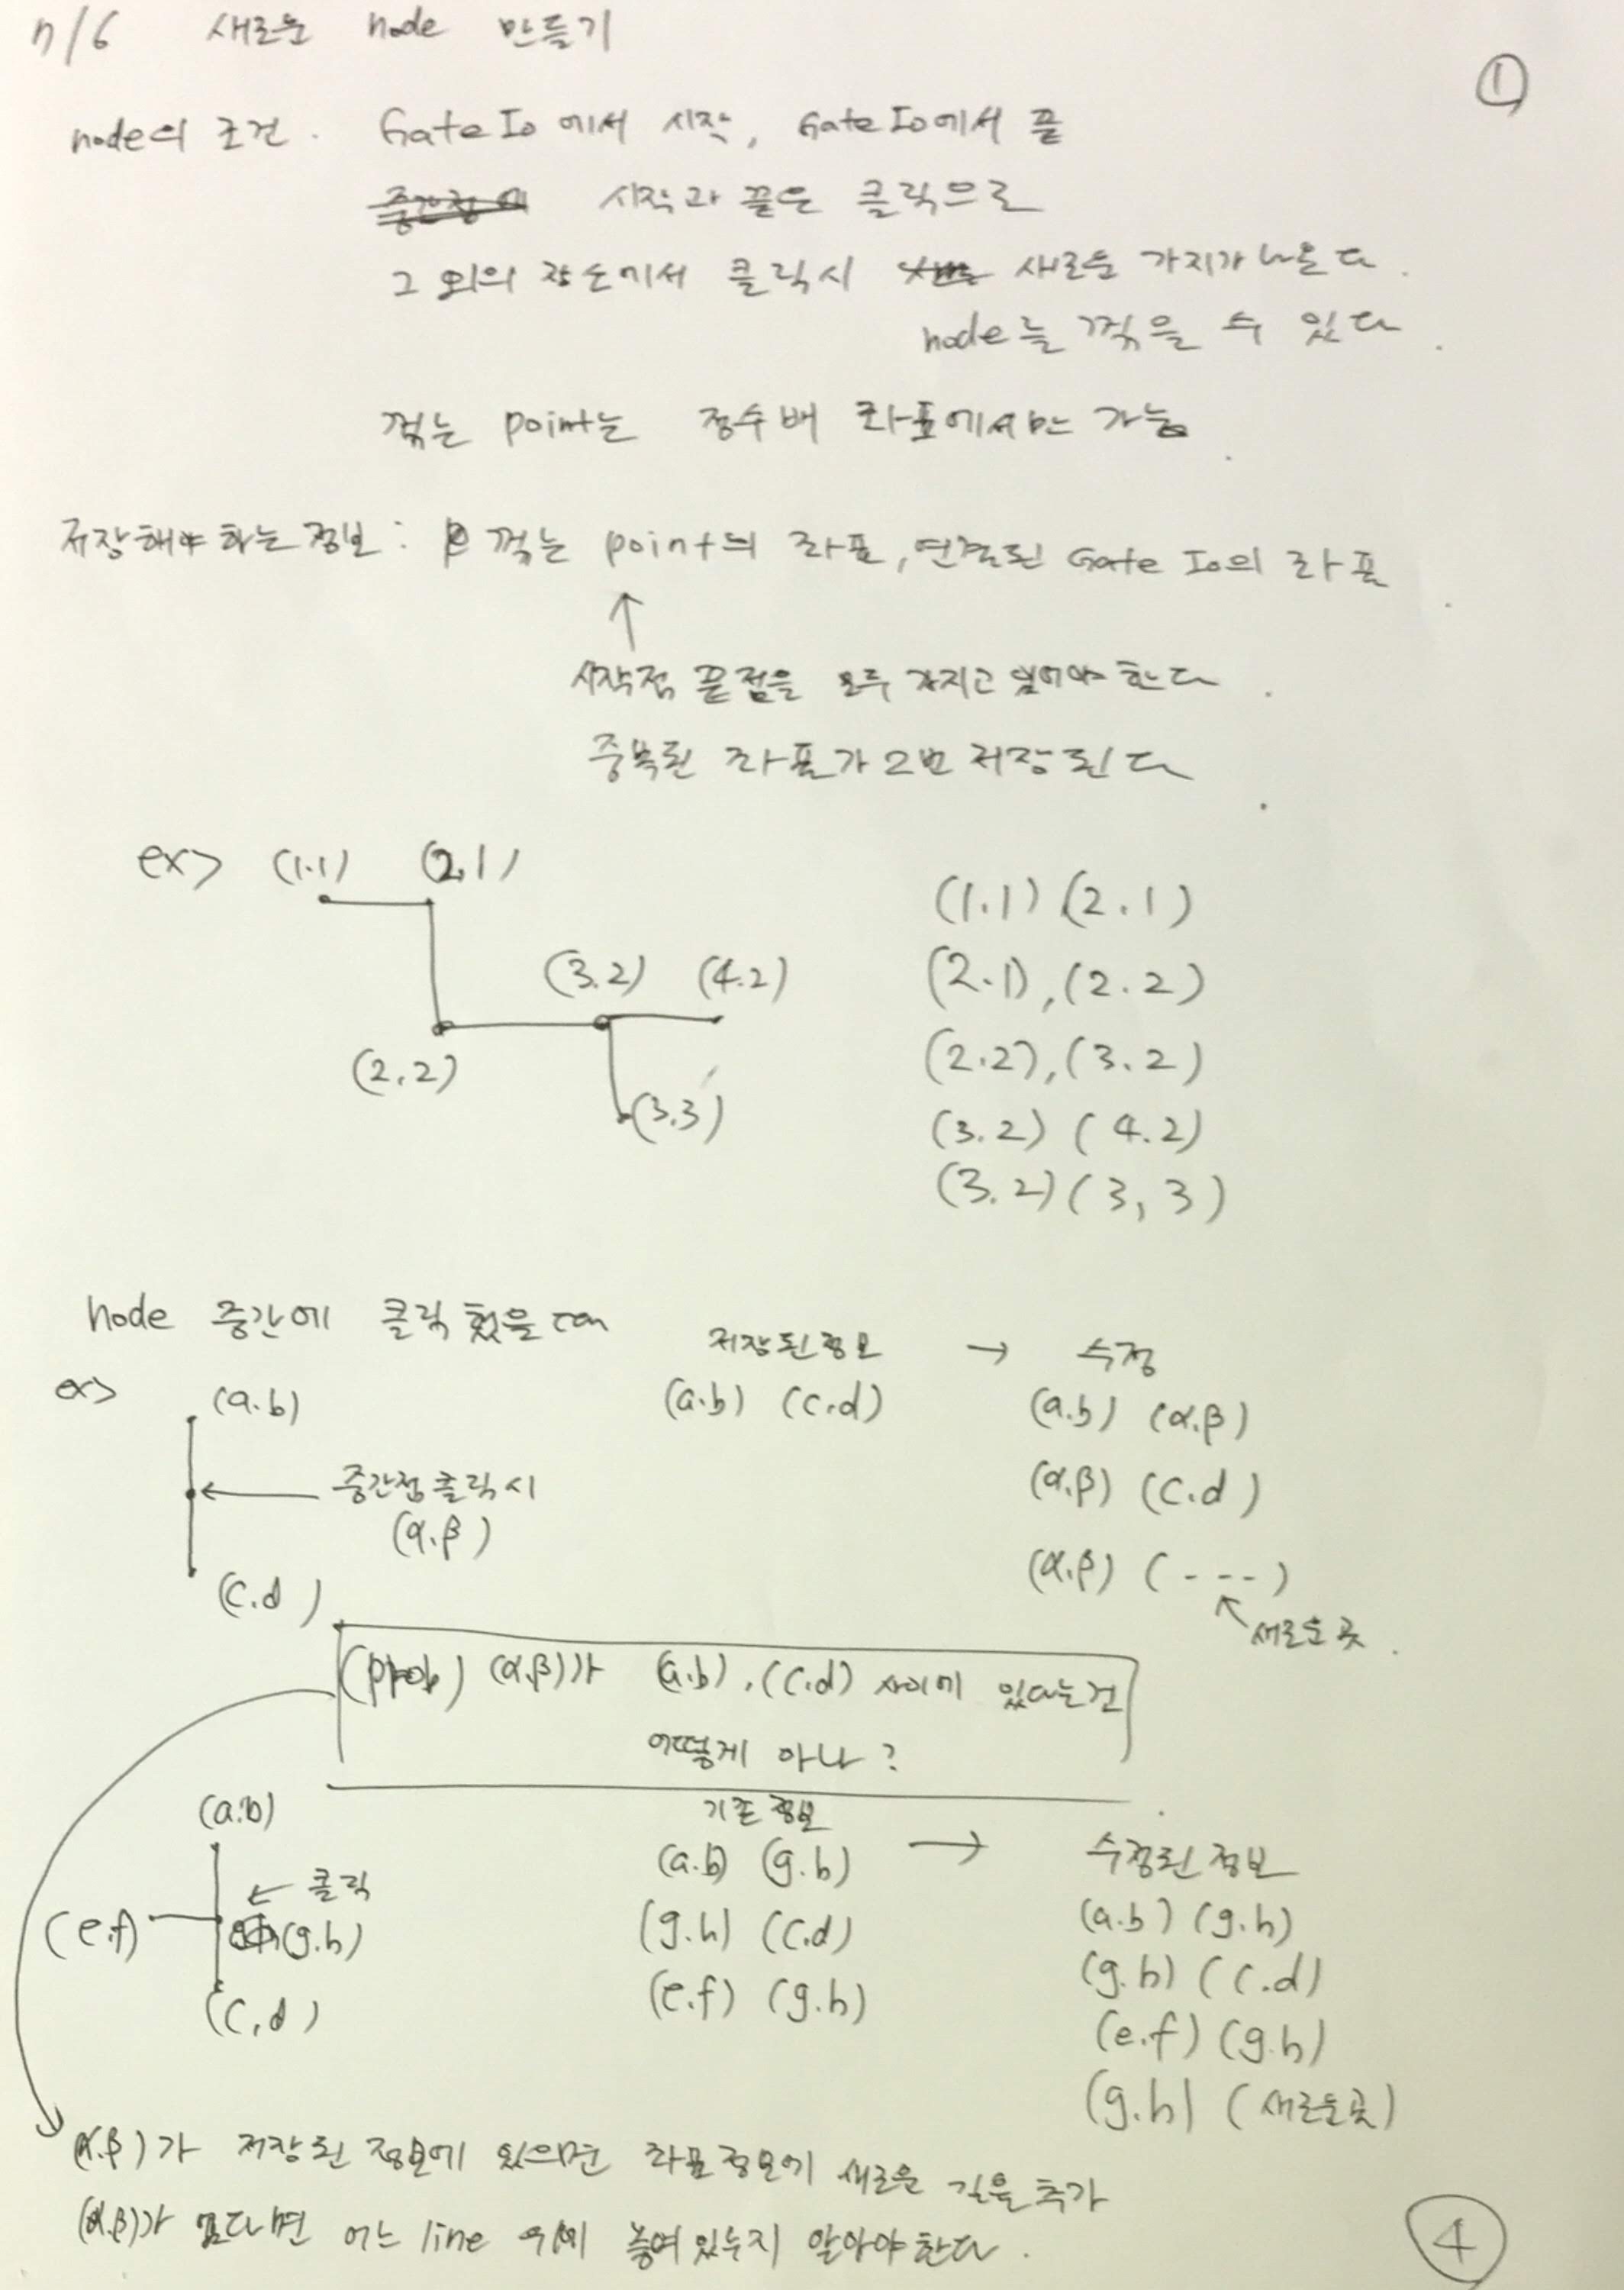 7/6 새로운 node 만들기
①
node의 조건. Gate Io 에서 시작, Gate Io에서 끝
시작과 끝은 클릭으로
그 외의 장소에서 클릭시 새로운 가지가 나온다.
node를 꺾을 수 있다.
꺾는 point는 정수배 좌표에서만 가능.
저장해야 하는 정보: 꺾는 point의 좌표, 연결된 Gate Io의 좌표.
↑
시작점 끝점을 모두 가지고 있어야 한다.
중복된 좌표가 2번 저장된다.
ex> (1.1) (2,1)
(3.2) (4.2)
(2,2)
(3.3)
(1.1) (2.1)
(2.1), (2.2)
(2.2), (3.2)
(3.2) (4.2)
(3.2) (3,3)
node 중간에 클릭 했을 때
저장된 정보 → 수정
ex> (a.b)
중간점 클릭 시
(α.β)
(c.d)
(a.b) (c.d)
(a.b) (α.β)
(α.β) (c.d)
(α.β) (----)
새로운 곳.
(prob) (α.β)가 (a.b), (c.d) 사이에 있다는건
어떻게 아나?
(a.b)
← 클릭
(e.f) (g.h)
(c,d)
기존 정보 → 수정된 정보
(a.b) (g.h)
(g.h) (c.d)
(e.f) (g.h)
(a.b) (g.h)
(g.h) (c.d)
(e.f) (g.h)
(g.h) (새로운곳)
(α.β)가 저장된 정보에 있으면 좌표 정보에 새로운 길을 추가
(α.β)가 없다면 어느 line 위에 놓여 있는지 알아야 한다.
④